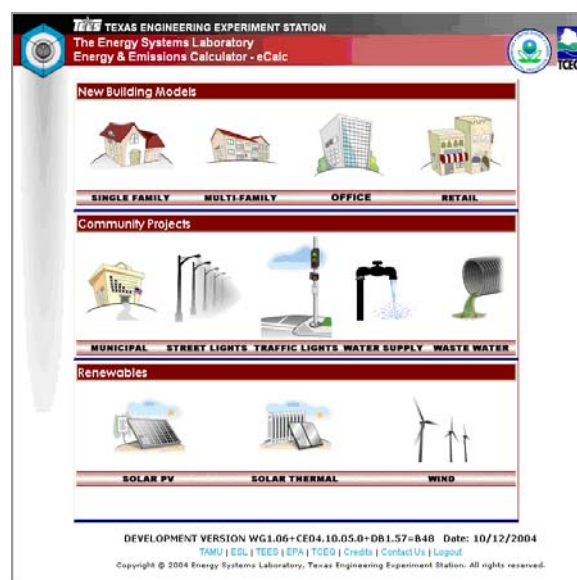 TEES TEXAS ENGINEERING EXPERIMENT STATION
The Energy Systems Laboratory
Energy & Emissions Calculator - eCalc
TCEQ
New Building Models
SINGLE FAMILY MULTI-FAMILY OFFICE RETAIL
Community Projects
MUNICIPAL STREET LIGHTS TRAFFIC LIGHTS WATER SUPPLY WASTE WATER
Renewables
SOLAR PV SOLAR THERMAL WIND
DEVELOPMENT VERSION WG1.06+CE04.10.05.0+DB1.57=B48 Date: 10/12/2004
TAMU | ESL | TEES | EPA | TCEQ | Credits | Contact Us | Logout
Copyright © 2004 Energy Systems Laboratory, Texas Engineering Experiment Station. All rights reserved.